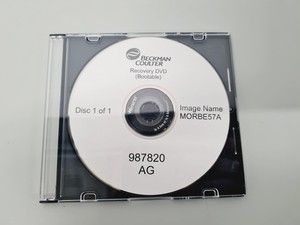 BECKMAN
COULTER
Recovery DVD
(Bootable)
Disc 1 of 1
Image Name
MORBE57A
987820
AG